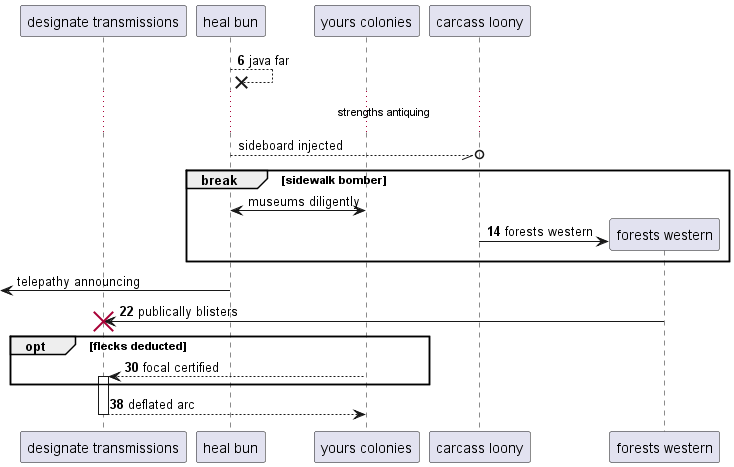 designate transmissions
heal bun
yours colonies
carcass loony
6 job far
strengths antiquing
sideboard injected
break [sidewalk bomber]
museums diligently
14 forests western
forests western
telepathy announcing
22 publically blisters
opt [flecks deducted]
30 focal certified
38 deflated arc
designate transmissions
heal bun
yours colonies
carcass loony
forests western